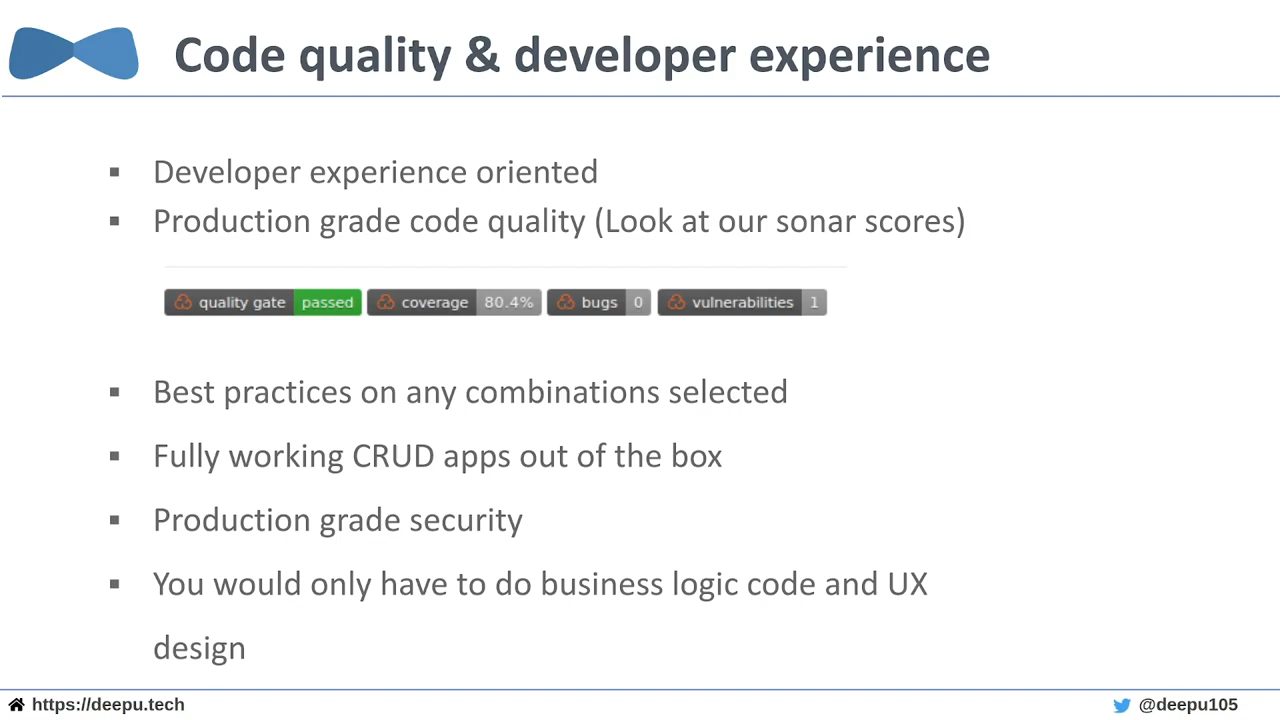 Code quality & developer experience
▪ Developer experience oriented
▪ Production grade code quality (Look at our sonar scores)
quality gate passed coverage 80.4% bugs 0 vulnerabilities 1
▪ Best practices on any combinations selected
▪ Fully working CRUD apps out of the box
▪ Production grade security
▪ You would only have to do business logic code and UX
design
https://deepu.tech @deepu105